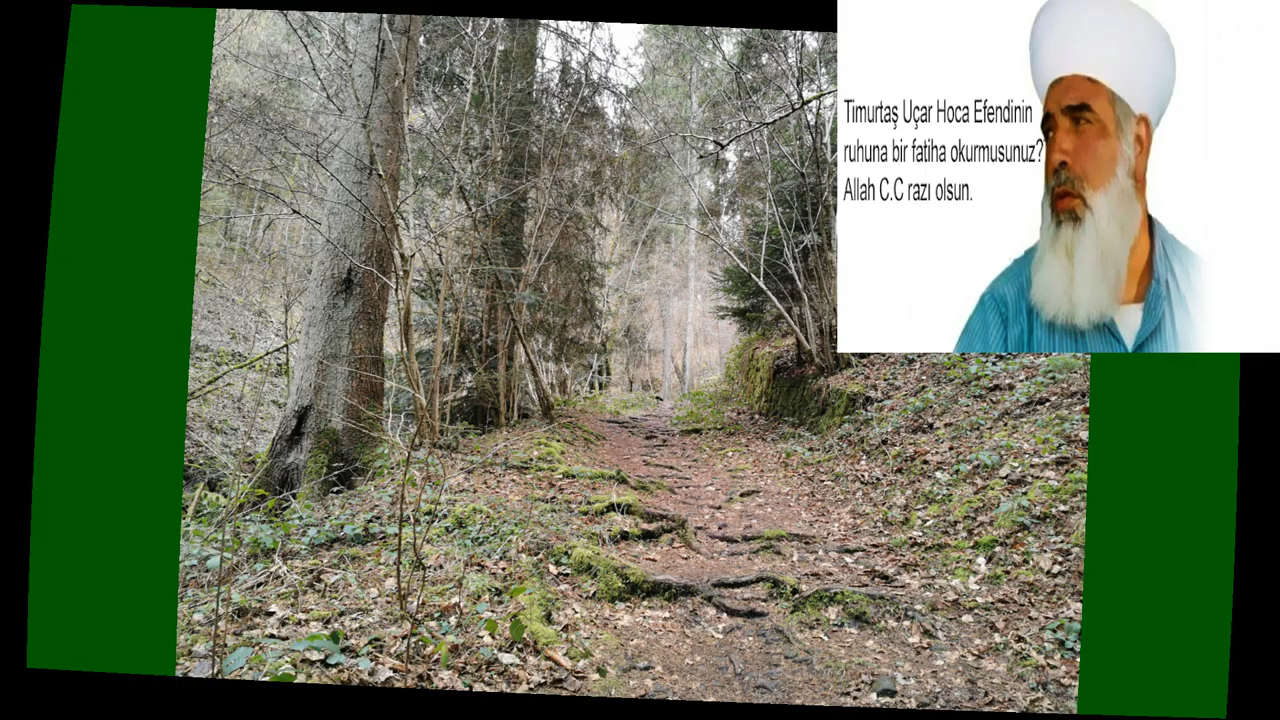 Timurtaş Uçar Hoca Efendinin
ruhuna bir fatiha okurmusunuz?
Allah C.C razı olsun.